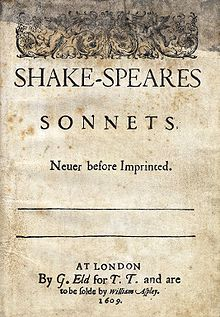 SHAKE-SPEARES
SONNETS.
Neuer before Imprinted.
AT LONDON
By G. Eld for T. T. and are
to be solde by William Aspley.
1609.